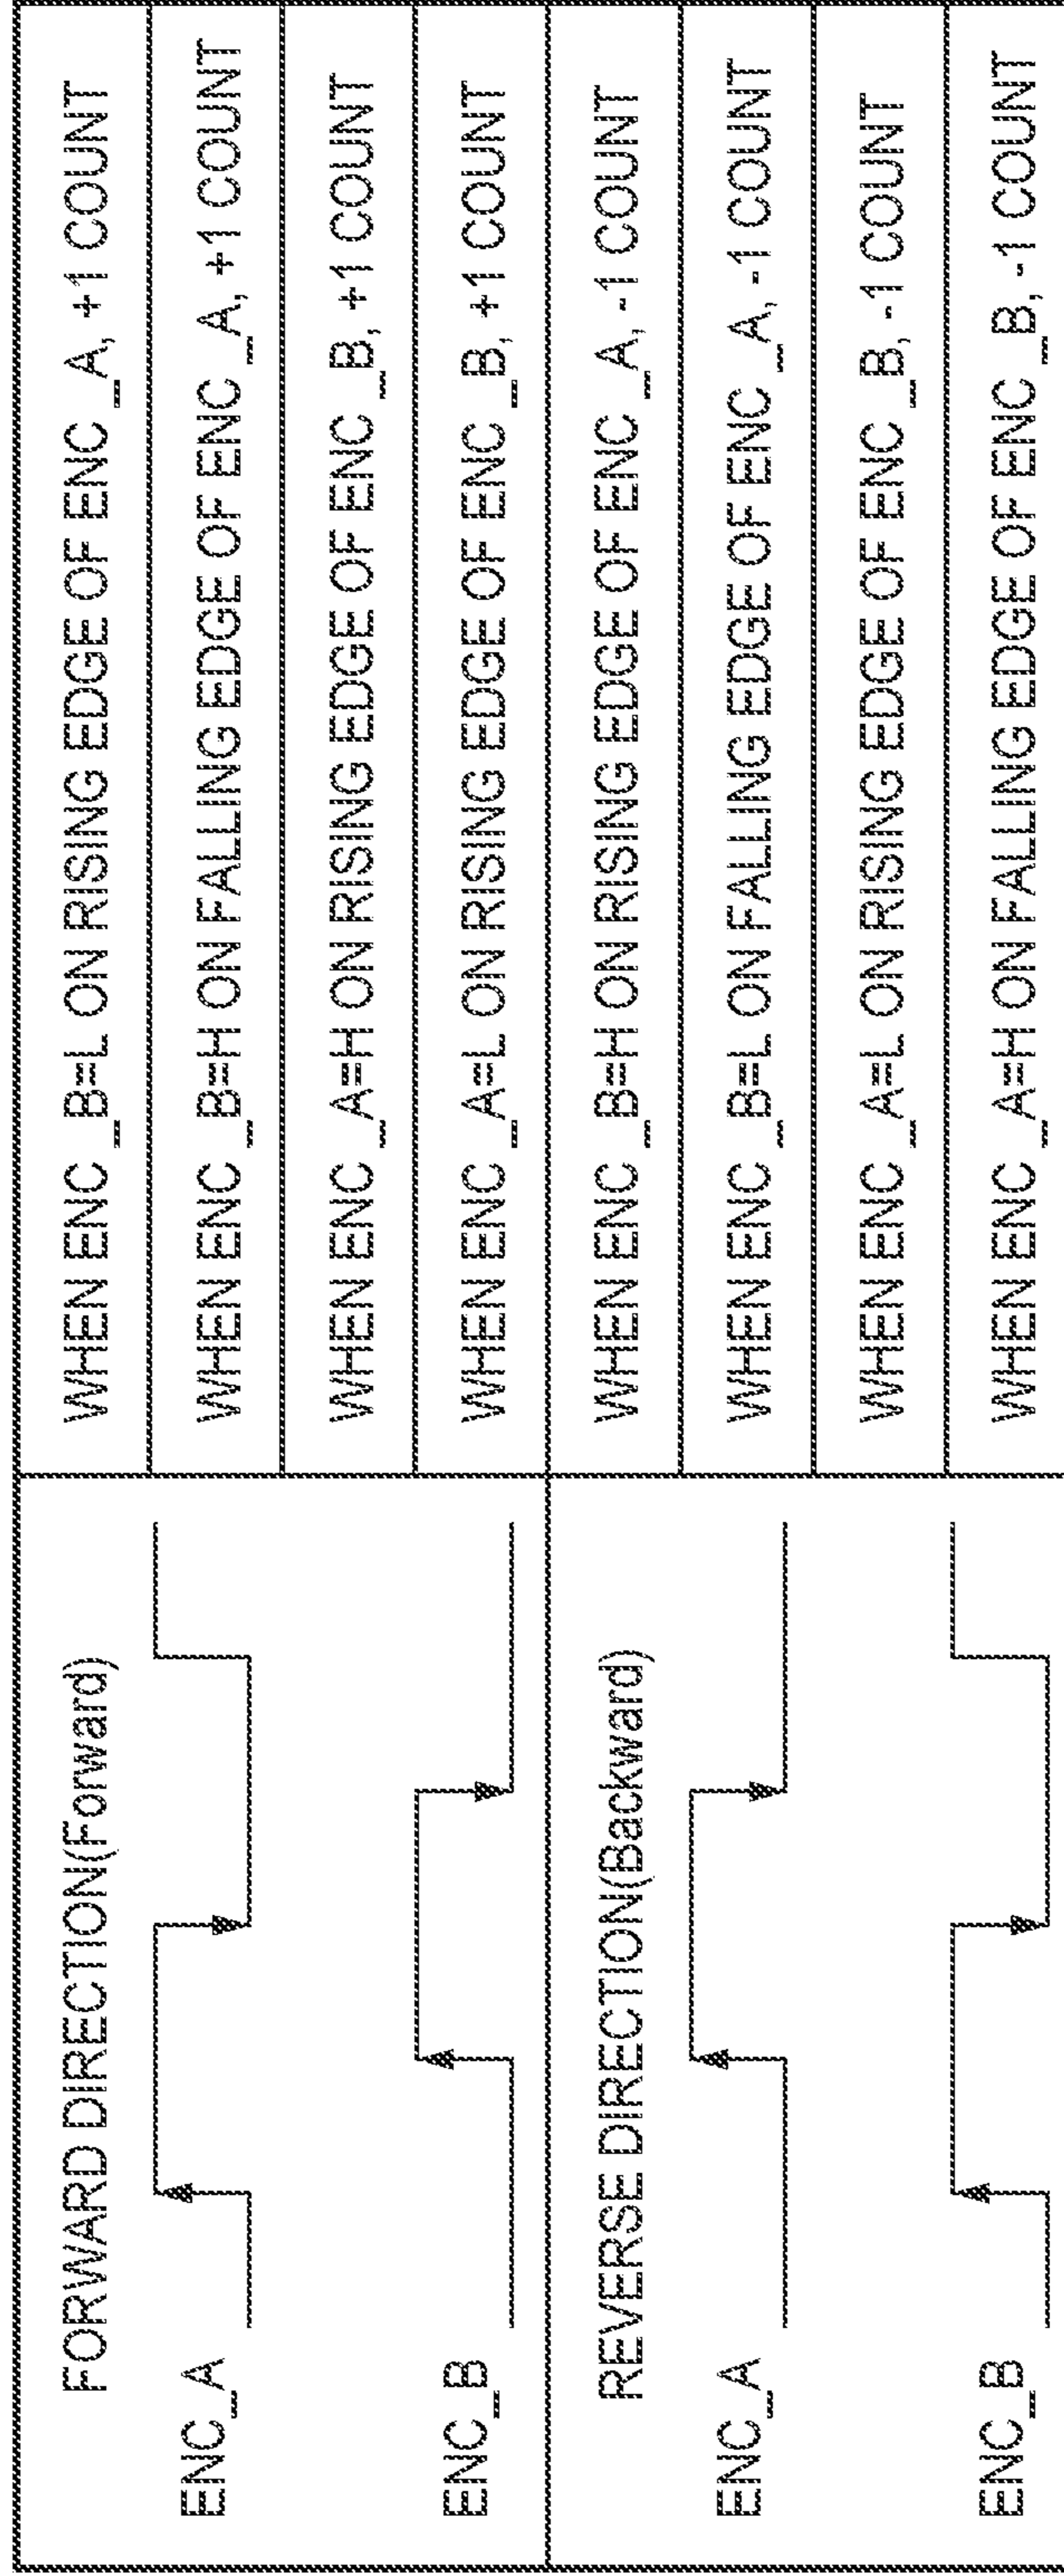 FORWARD DIRECTION(Forward)
ENC_A
ENC_B
WHEN ENC_B=L ON RISING EDGE OF ENC_A, +1 COUNT
WHEN ENC_B=H ON FALLING EDGE OF ENC_A, +1 COUNT
WHEN ENC_A=H ON RISING EDGE OF ENC_B, +1 COUNT
WHEN ENC_A=L ON RISING EDGE OF ENC_B, +1 COUNT
REVERSE DIRECTION(Backward)
ENC_A
ENC_B
WHEN ENC_B=H ON RISING EDGE OF ENC_A, -1 COUNT
WHEN ENC_B=L ON FALLING EDGE OF ENC_A, -1 COUNT
WHEN ENC_A=L ON RISING EDGE OF ENC_B, -1 COUNT
WHEN ENC_A=H ON FALLING EDGE OF ENC_B, -1 COUNT